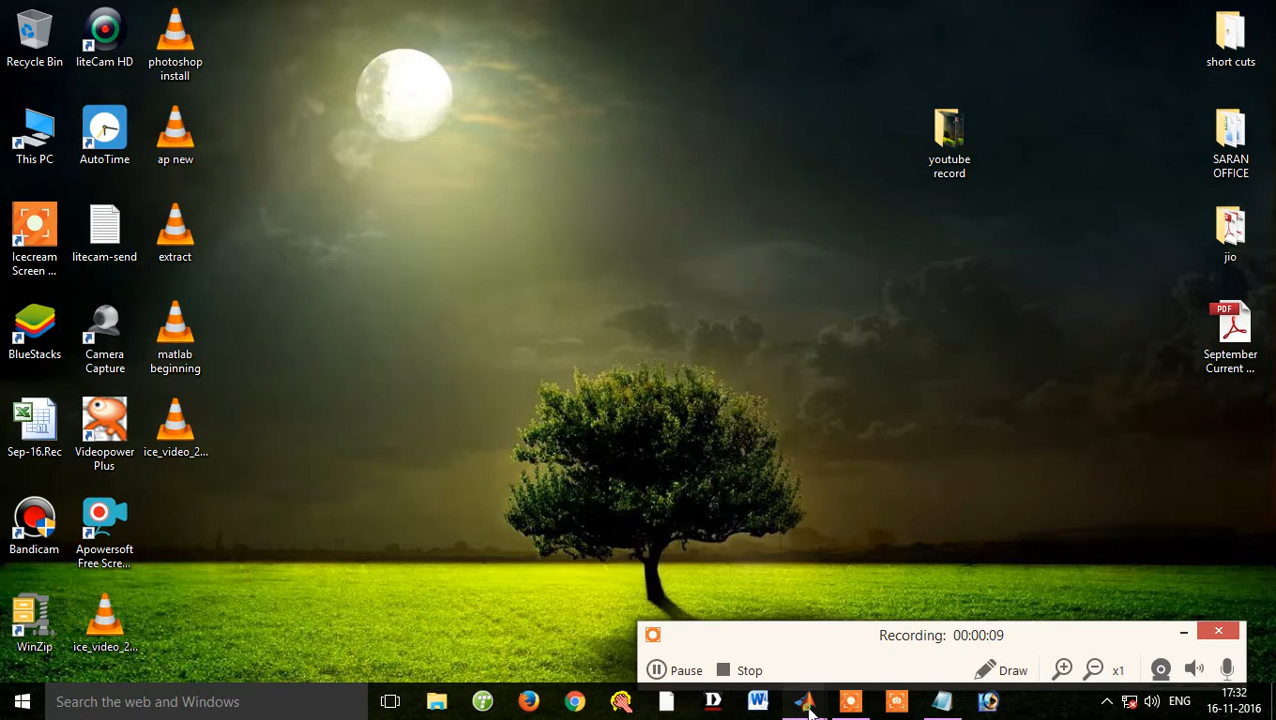 Recycle Bin
liteCam HD
photoshop
install
This PC
AutoTime
ap new
Icecream
Screen ...
litecam-send
extract
BlueStacks
Camera
Capture
matlab
beginning
Sep-16.Rec
Videopower
Plus
ice_video_2...
Bandicam
Apowersoft
Free Scre...
WinZip
ice_video_2...
youtube
record
short cuts
SARAN
OFFICE
jio
PDF
September
Current ...
Recording: 00:00:09
Pause
Stop
Draw
x1
Search the web and Windows
ENG
17:32
16-11-2016